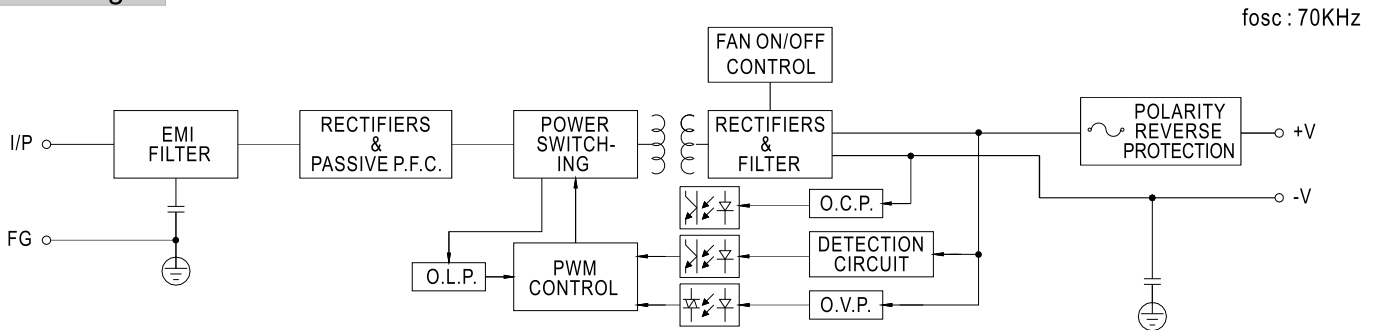 fosc : 70KHz
FAN ON/OFF
CONTROL
I/P
EMI
FILTER
RECTIFIERS
&
PASSIVE P.F.C.
POWER
SWITCH-
ING
RECTIFIERS
&
FILTER
POLARITY
REVERSE
PROTECTION
+V
-V
O.C.P.
FG
O.L.P.
PWM
CONTROL
DETECTION
CIRCUIT
O.V.P.